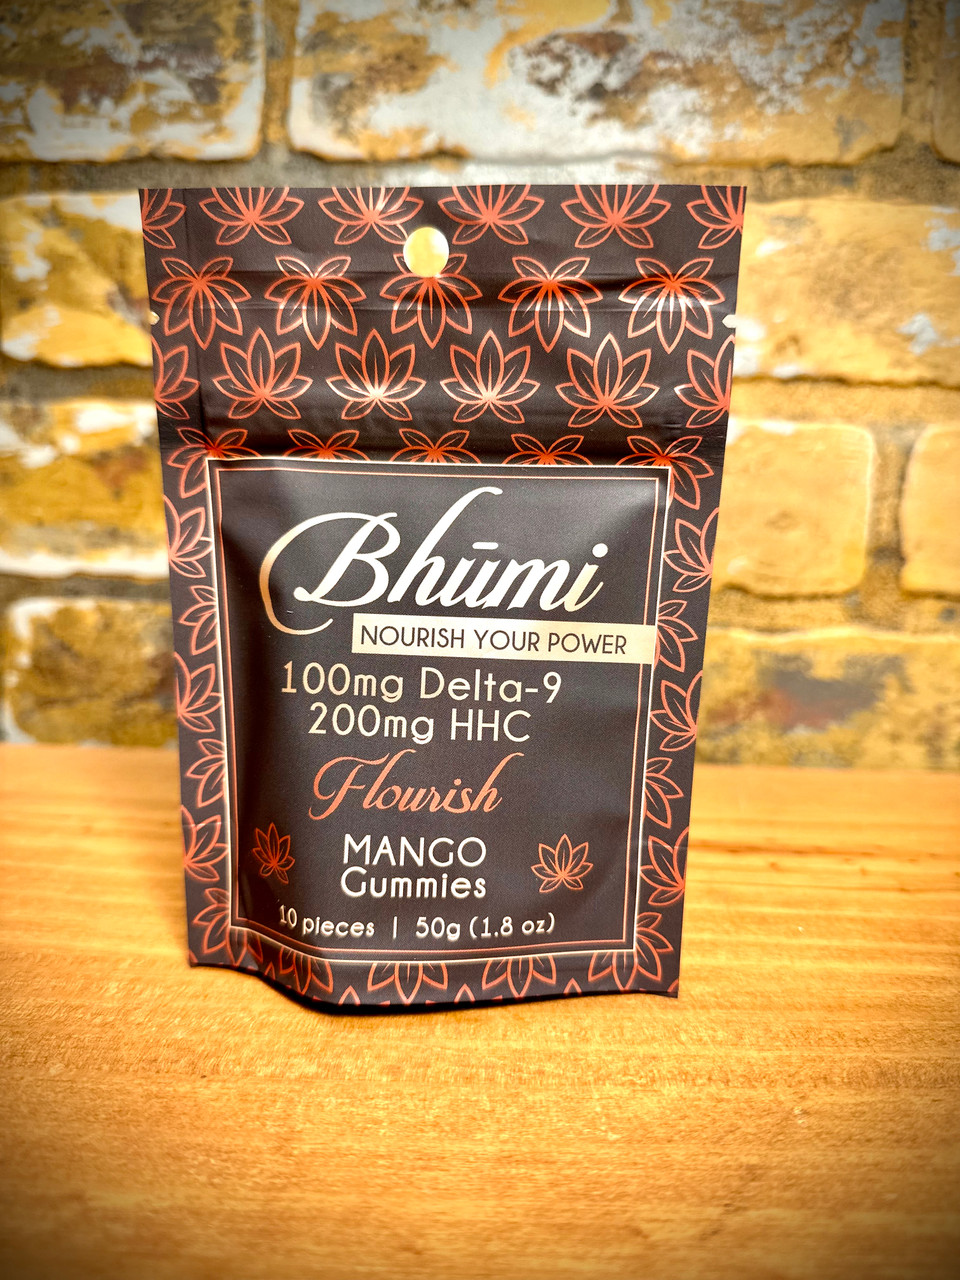 Bhūmi
NOURISH YOUR POWER
100mg Delta-9
200mg HHC
Flourish
MANGO
Gummies
10 pieces | 50g (1.8 oz)